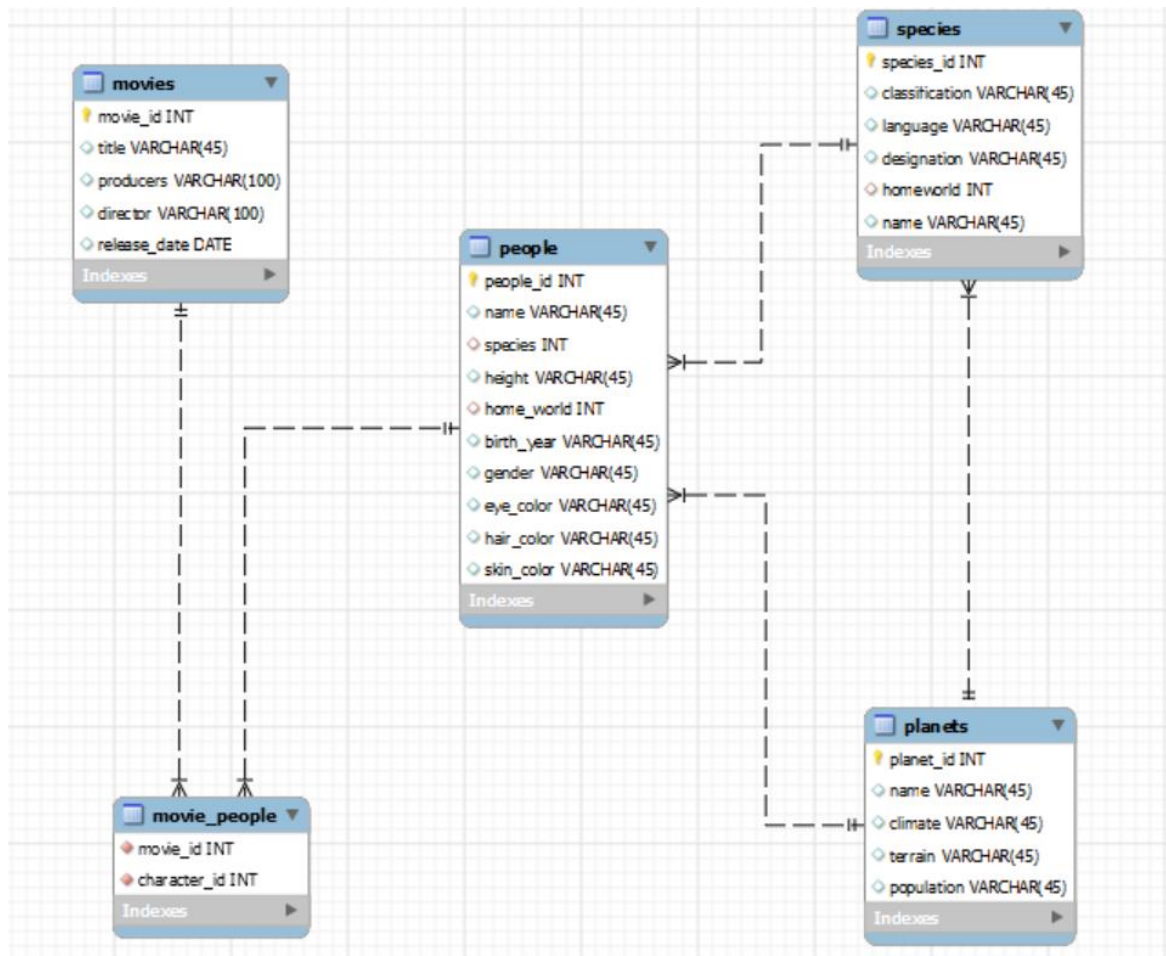 movies
movie_id INT
title VARCHAR(45)
producers VARCHAR(100)
director VARCHAR(100)
release_date DATE
Indexes
people
people_id INT
name VARCHAR(45)
species INT
height VARCHAR(45)
home_world INT
birth_year VARCHAR(45)
gender VARCHAR(45)
eye_color VARCHAR(45)
hair_color VARCHAR(45)
skin_color VARCHAR(45)
Indexes
species
species_id INT
classification VARCHAR(45)
language VARCHAR(45)
designation VARCHAR(45)
homeworld INT
name VARCHAR(45)
Indexes
movie_people
movie_id INT
character_id INT
Indexes
planets
planet_id INT
name VARCHAR(45)
climate VARCHAR(45)
terrain VARCHAR(45)
population VARCHAR(45)
Indexes